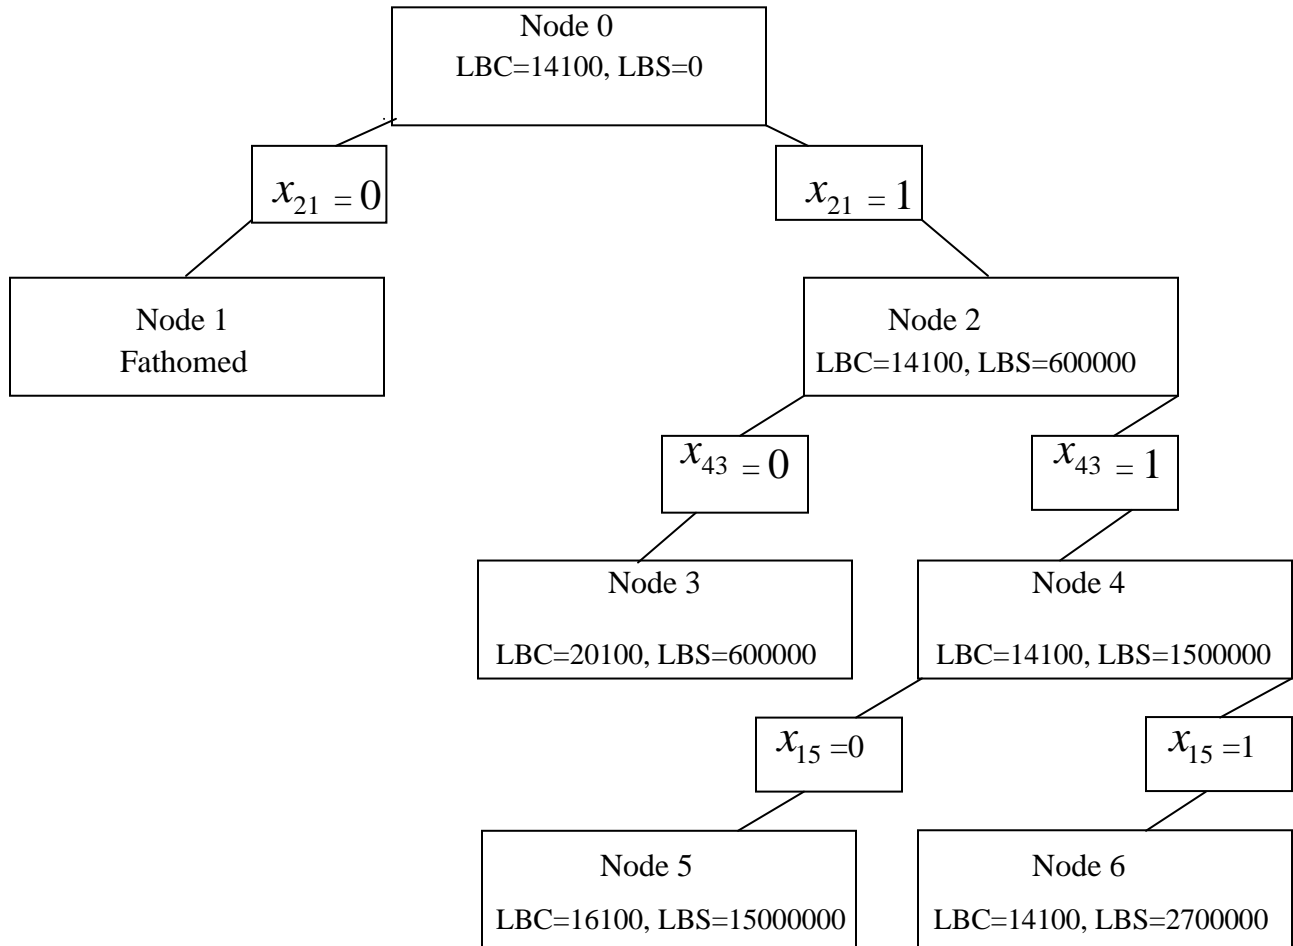 Node 0
LBC=14100, LBS=0
x21 = 0
x21 = 1
Node 1
Fathomed
Node 2
LBC=14100, LBS=600000
x43 = 0
x43 = 1
Node 3
LBC=20100, LBS=600000
Node 4
LBC=14100, LBS=1500000
x15 =0
x15 =1
Node 5
LBC=16100, LBS=15000000
Node 6
LBC=14100, LBS=2700000